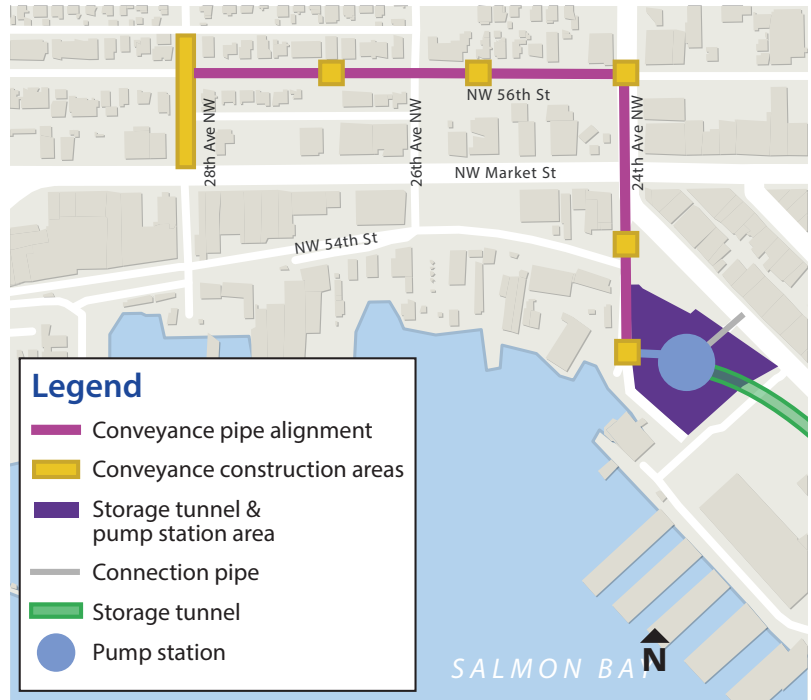 NW 56th St
28th Ave NW
26th Ave NW
24th Ave NW
NW Market St
NW 54th St
Legend
Conveyance pipe alignment
Conveyance construction areas
Storage tunnel &
pump station area
Connection pipe
Storage tunnel
Pump station
SALMON BAY
N